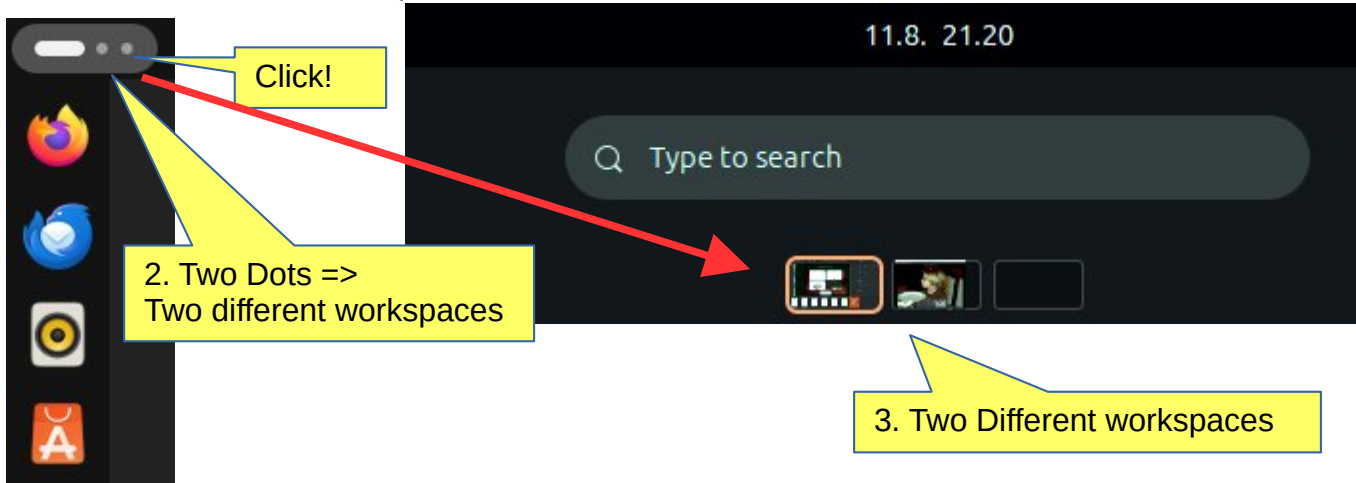 11.8. 21.20
Click!
Type to search
2. Two Dots =>
Two different workspaces
3. Two Different workspaces